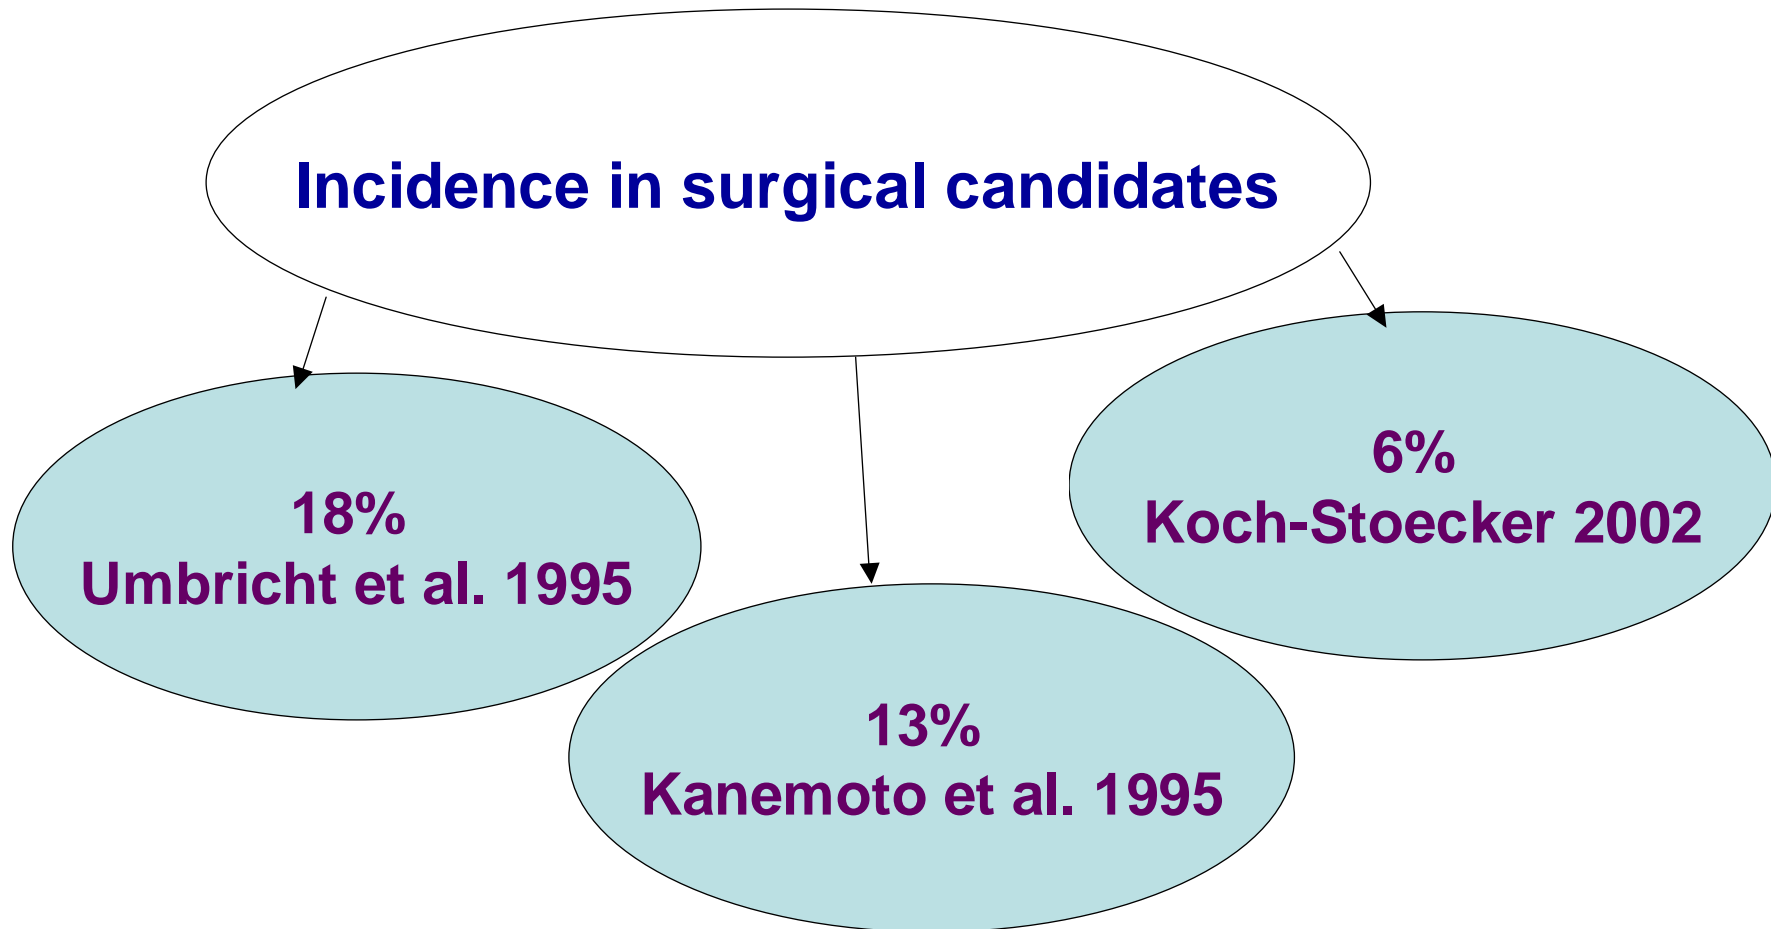 Incidence in surgical candidates
18%
Umbricht et al. 1995
13%
Kanemoto et al. 1995
6%
Koch-Stoecker 2002